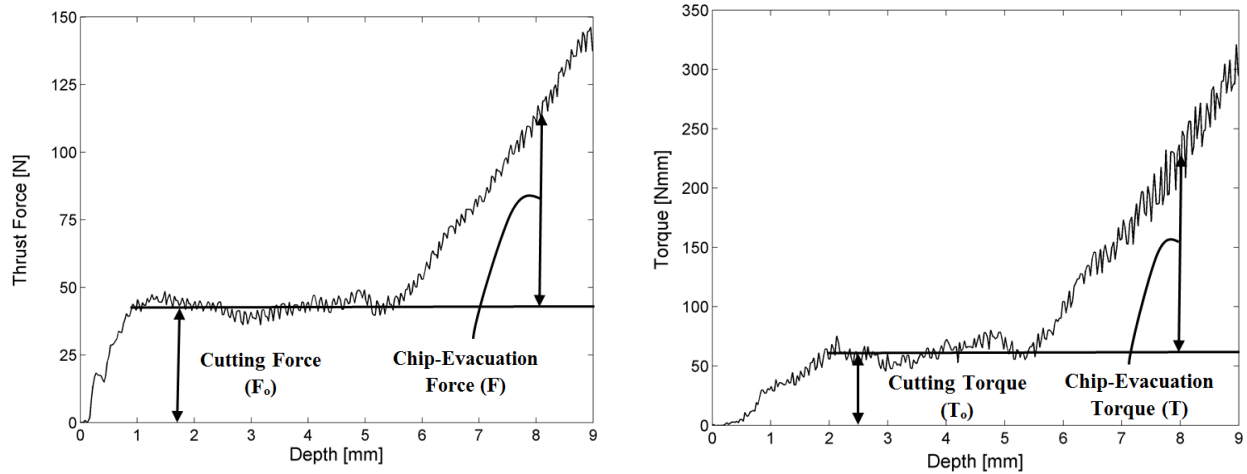 150
125
100
75
50
25
0
Thrust Force [N]
0 1 2 3 4 5 6 7 8 9
Depth [mm]
Cutting Force
(Fₒ)
Chip-Evacuation
Force (F)
350
300
250
200
150
100
50
0
Torque [Nmm]
0 1 2 3 4 5 6 7 8 9
Depth [mm]
Cutting Torque
(Tₒ)
Chip-Evacuation
Torque (T)